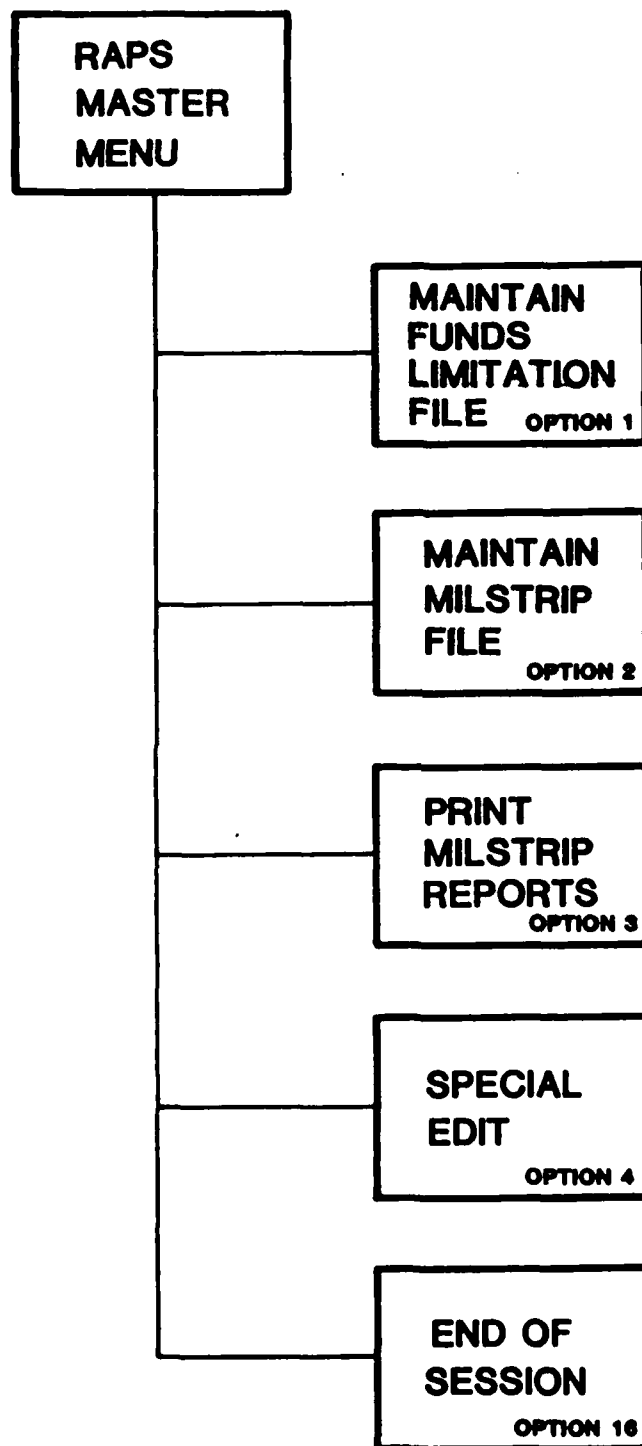 RAPS
MASTER
MENU
MAINTAIN
FUNDS
LIMITATION
FILE OPTION 1
MAINTAIN
MILSTRIP
FILE
OPTION 2
PRINT
MILSTRIP
REPORTS
OPTION 3
SPECIAL
EDIT
OPTION 4
END OF
SESSION
OPTION 16